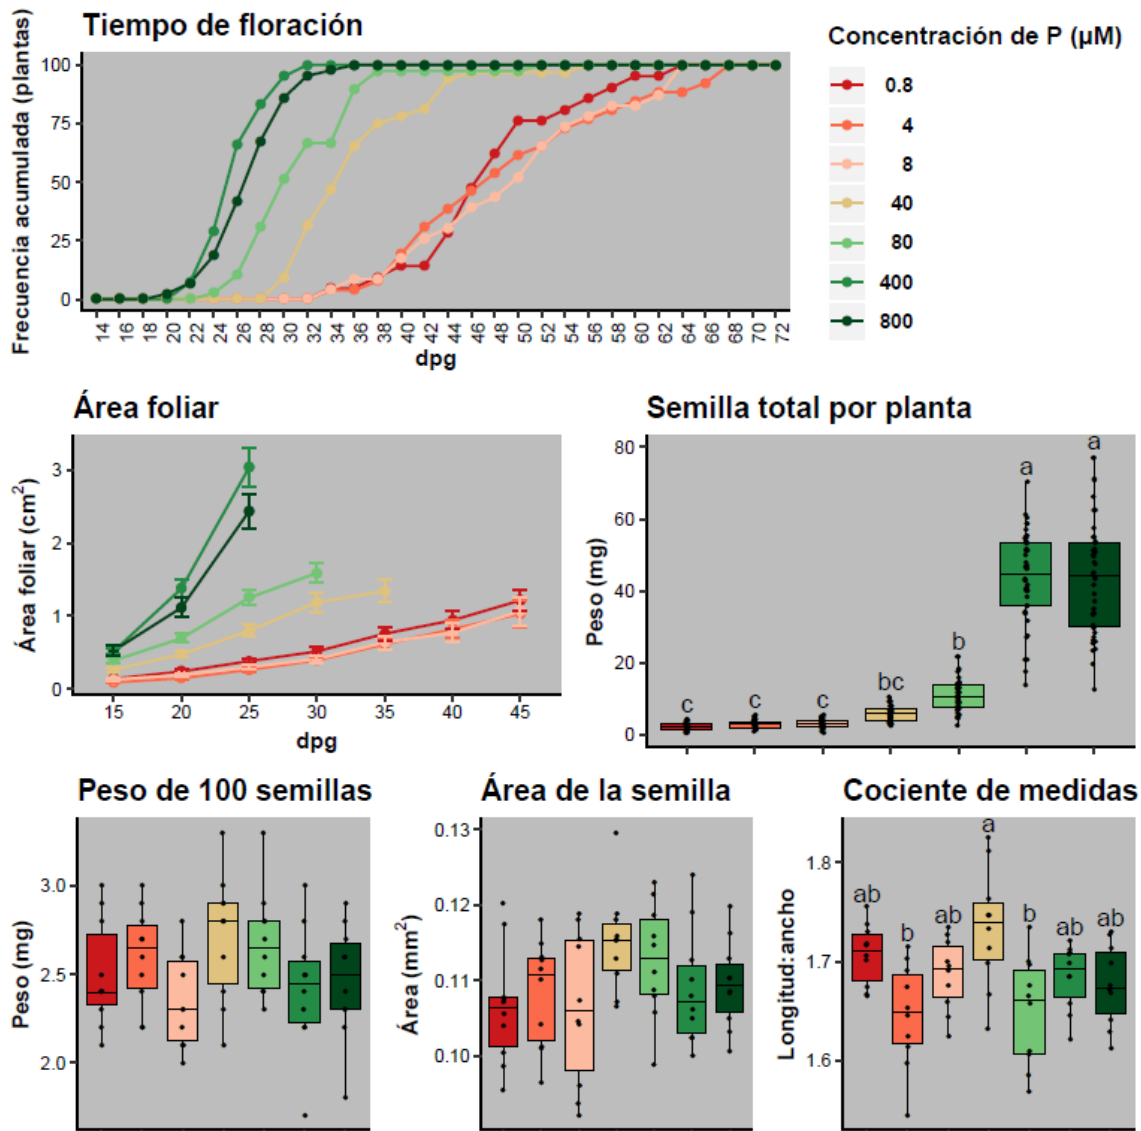 Tiempo de floración
Frecuencia acumulada (plantas)
100
75
50
25
0
14 16 18 20 22 24 26 28 30 32 34 36 38 40 42 44 46 48 50 52 54 56 58 60 62 64 66 68 70 72
dpg
Concentración de P (µM)
0.8
4
8
40
80
400
800
Área foliar
Área foliar (cm²)
3
2
1
0
15 20 25 30 35 40 45
dpg
Semilla total por planta
Peso (mg)
80
60
40
20
0
c c c bc b a a
Peso de 100 semillas
Peso (mg)
3.0
2.5
2.0
Área de la semilla
Área (mm²)
0.13
0.12
0.11
0.10
Cociente de medidas
Longitud:ancho
1.8
1.7
1.6
ab b ab a b ab ab